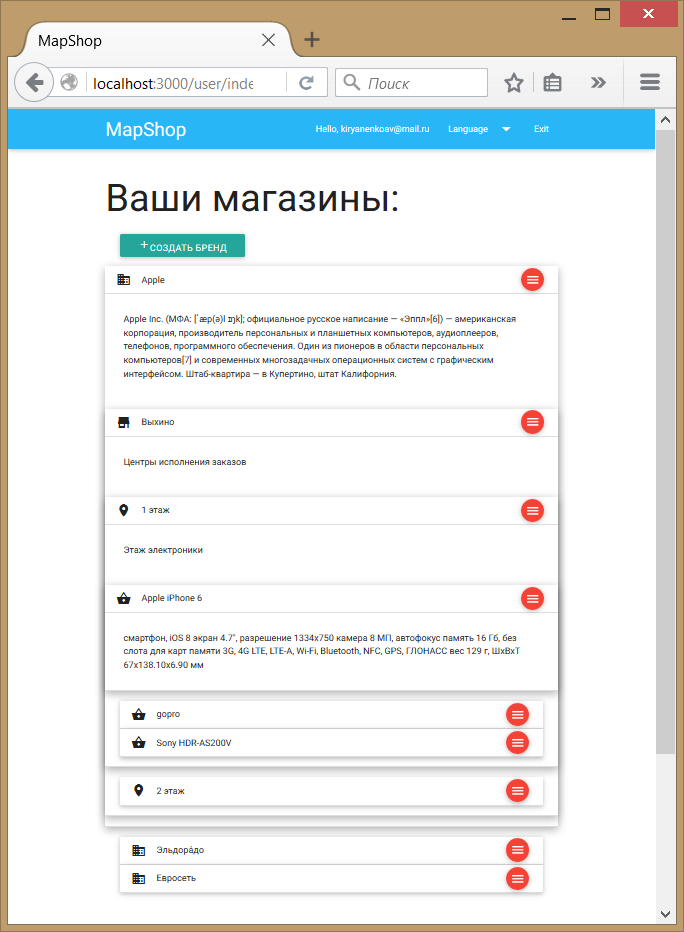 MapShop
localhost:3000/user/inde
Поиск
MapShop
Hello, kiryanenkoav@mail.ru
Language
Exit
Ваши магазины:
+ СОЗДАТЬ БРЕНД
Apple
Apple Inc. (МФА: [ˈæp(ə)l ɪŋk]; официальное русское написание — «Эппл»[6]) — американская
корпорация, производитель персональных и планшетных компьютеров, аудиоплееров,
телефонов, программного обеспечения. Один из пионеров в области персональных
компьютеров[7] и современных многозадачных операционных систем с графическим
интерфейсом. Штаб-квартира — в Купертино, штат Калифорния.
Выхино
Центры исполнения заказов
1 этаж
Этаж электроники
Apple iPhone 6
смартфон, iOS 8 экран 4.7", разрешение 1334x750 камера 8 МП, автофокус память 16 Гб, без
слота для карт памяти 3G, 4G LTE, LTE-A, Wi-Fi, Bluetooth, NFC, GPS, ГЛОНАСС вес 129 г, ШxВxТ
67x138.10x6.90 мм
gopro
Sony HDR-AS200V
2 этаж
Эльдора́до
Евросеть